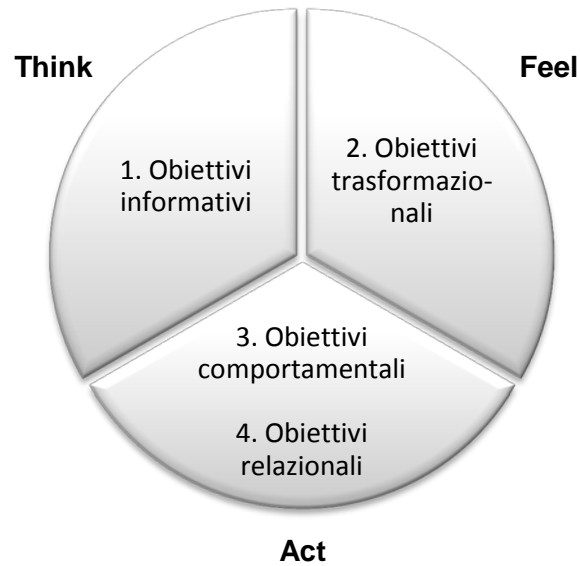 Think
Feel
1. Obiettivi
informativi
2. Obiettivi
trasformazio-
nali
3. Obiettivi
comportamentali
4. Obiettivi
relazionali
Act